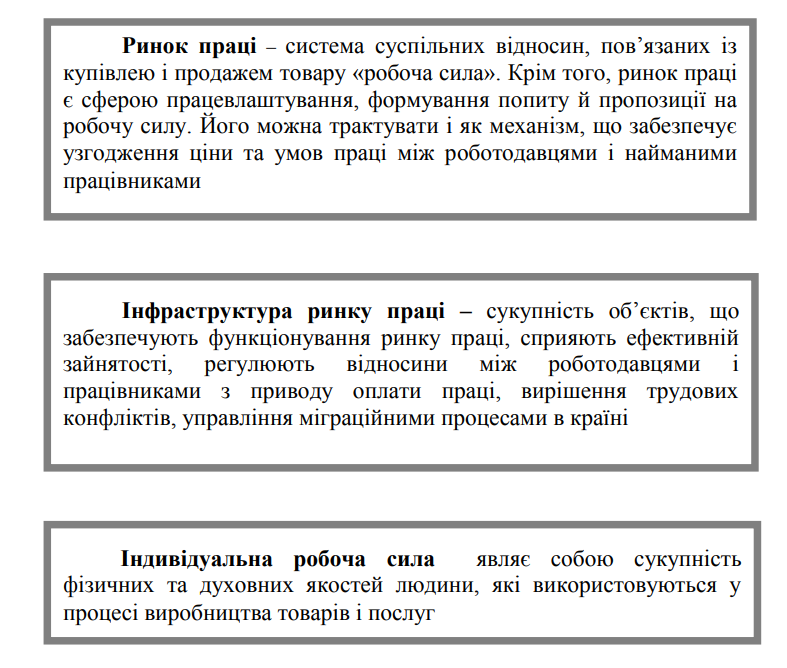 Ринок праці – система суспільних відносин, пов’язаних із
купівлею і продажем товару «робоча сила». Крім того, ринок праці
є сферою працевлаштування, формування попиту й пропозиції на
робочу силу. Його можна трактувати і як механізм, що забезпечує
узгодження ціни та умов праці між роботодавцями і найманими
працівниками
Інфраструктура ринку праці – сукупність об’єктів, що
забезпечують функціонування ринку праці, сприяють ефективній
зайнятості, регулюють відносини між роботодавцями і
працівниками з приводу оплати праці, вирішення трудових
конфліктів, управління міграційними процесами в країні
Індивідуальна робоча сила являє собою сукупність
фізичних та духовних якостей людини, які використовуються у
процесі виробництва товарів і послуг